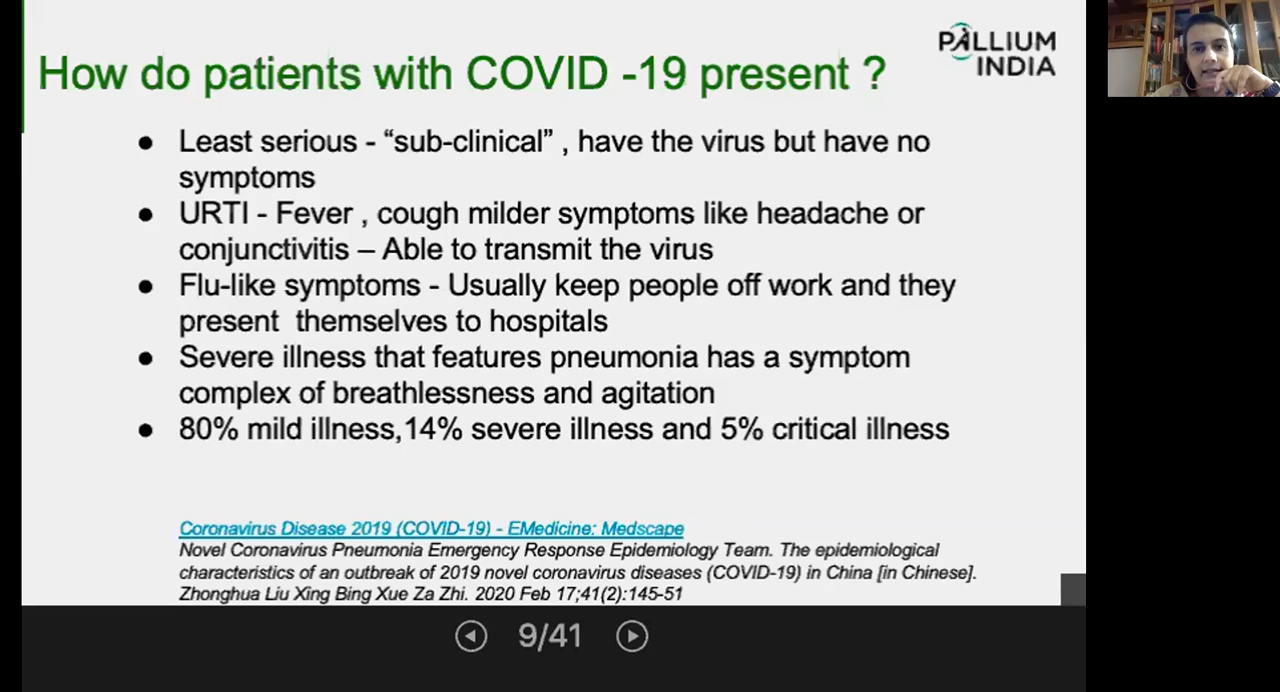 PALLIUM
INDIA
How do patients with COVID -19 present ?
● Least serious - “sub-clinical” , have the virus but have no
symptoms
● URTI - Fever , cough milder symptoms like headache or
conjunctivitis – Able to transmit the virus
● Flu-like symptoms - Usually keep people off work and they
present themselves to hospitals
● Severe illness that features pneumonia has a symptom
complex of breathlessness and agitation
● 80% mild illness,14% severe illness and 5% critical illness
Coronavirus Disease 2019 (COVID-19) - EMedicine: Medscape
Novel Coronavirus Pneumonia Emergency Response Epidemiology Team. The epidemiological
characteristics of an outbreak of 2019 novel coronavirus diseases (COVID-19) in China [in Chinese].
Zhonghua Liu Xing Bing Xue Za Zhi. 2020 Feb 17;41(2):145-51
9/41